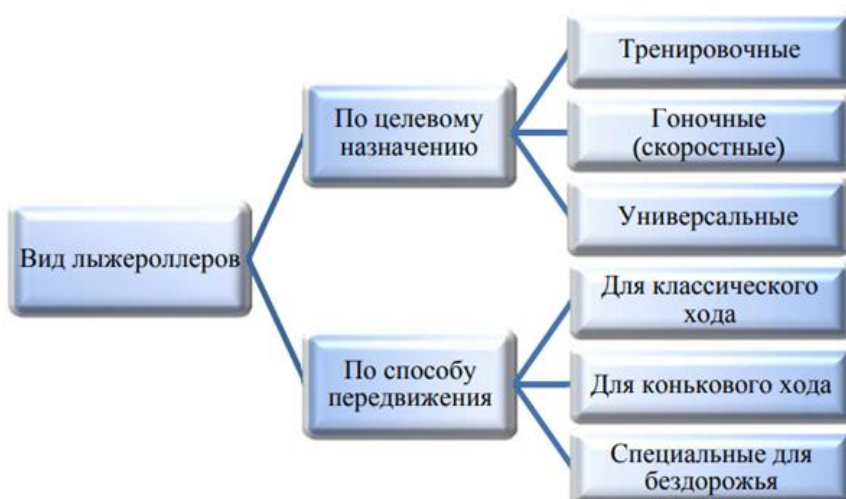 Вид лыжероллеров
По целевому
назначению
Тренировочные
Гоночные
(скоростные)
Универсальные
По способу
передвижения
Для классического
хода
Для конькового хода
Специальные для
бездорожья